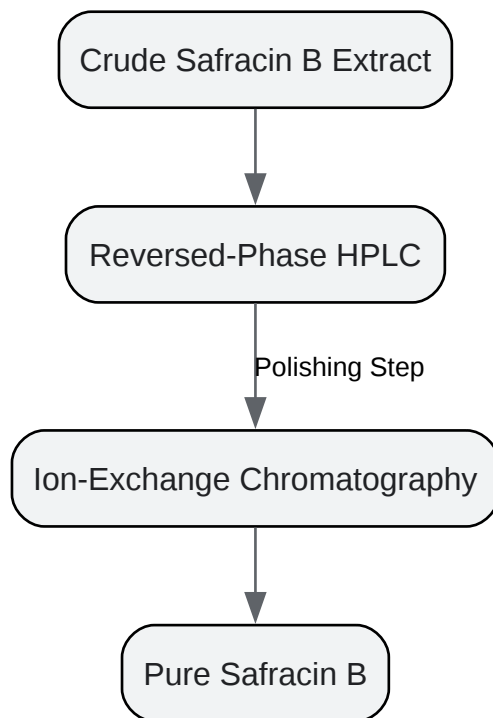 Crude Safracin B Extract
Reversed-Phase HPLC
Polishing Step
Ion-Exchange Chromatography
Pure Safracin B